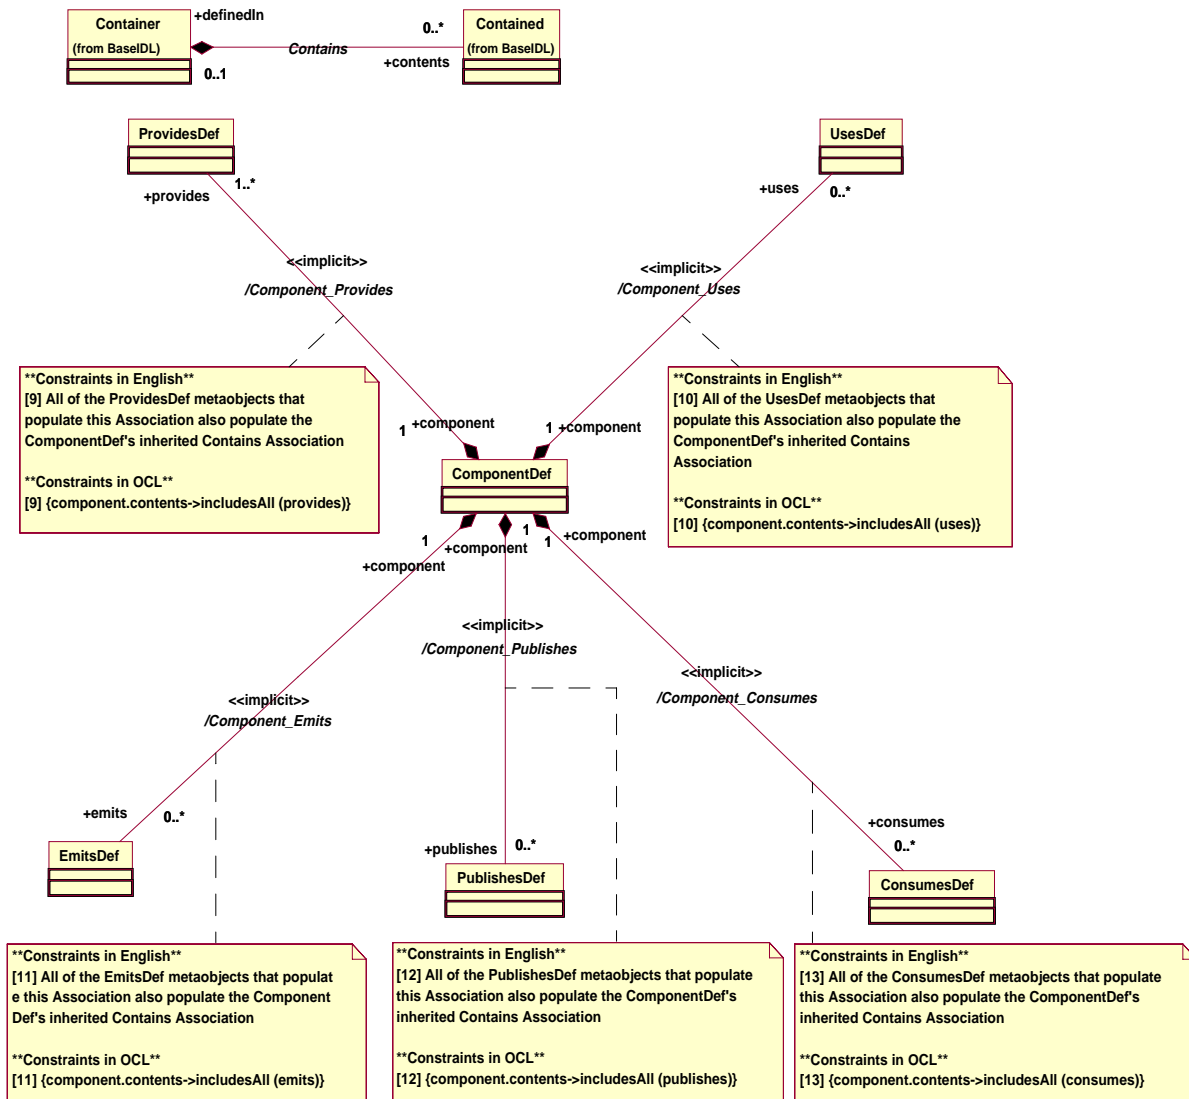 Container
(from BaseIDL)
+definedIn
0..1
Contains
0..*
+contents
Contained
(from BaseIDL)
ProvidesDef
1..*
+provides
<<implicit>>
/Component_Provides
UsesDef
+uses
0..*
<<implicit>>
/Component_Uses
**Constraints in English**
[9] All of the ProvidesDef metaobjects that
populate this Association also populate the
ComponentDef's inherited Contains Association
**Constraints in OCL**
[9] {component.contents->includesAll (provides)}
**Constraints in English**
[10] All of the UsesDef metaobjects that
populate this Association also populate the
ComponentDef's inherited Contains
Association
**Constraints in OCL**
[10] {component.contents->includesAll (uses)}
1
+component
1
+component
ComponentDef
1
+component
+component
1
1
+component
<<implicit>>
/Component_Emits
<<implicit>>
/Component_Publishes
<<implicit>>
/Component_Consumes
+emits
0..*
EmitsDef
+publishes
0..*
PublishesDef
+consumes
0..*
ConsumesDef
**Constraints in English**
[11] All of the EmitsDef metaobjects that populat
e this Association also populate the Component
Def's inherited Contains Association
**Constraints in OCL**
[11] {component.contents->includesAll (emits)}
**Constraints in English**
[12] All of the PublishesDef metaobjects that populate
this Association also populate the ComponentDef's
inherited Contains Association
**Constraints in OCL**
[12] {component.contents->includesAll (publishes)}
**Constraints in English**
[13] All of the ConsumesDef metaobjects that populate
this Association also populate the ComponentDef's
inherited Contains Association
**Constraints in OCL**
[13] {component.contents->includesAll (consumes)}